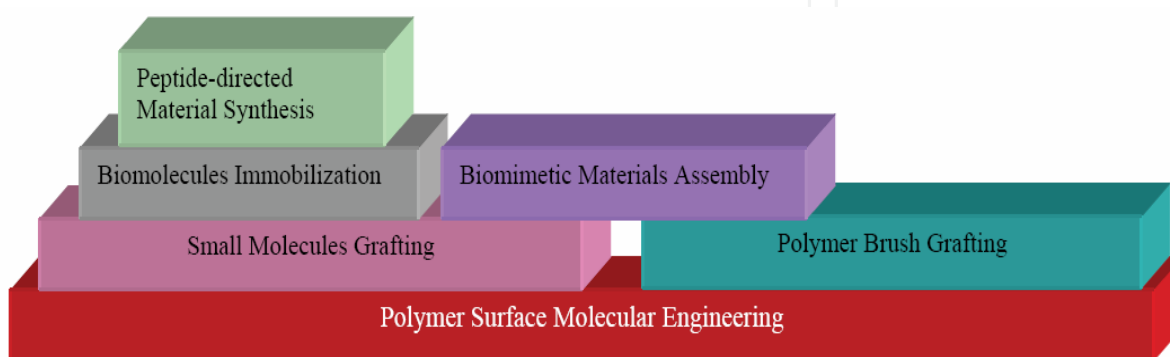 Peptide-directed
Material Synthesis
Biomolecules Immobilization
Biomimetic Materials Assembly
Small Molecules Grafting
Polymer Brush Grafting
Polymer Surface Molecular Engineering